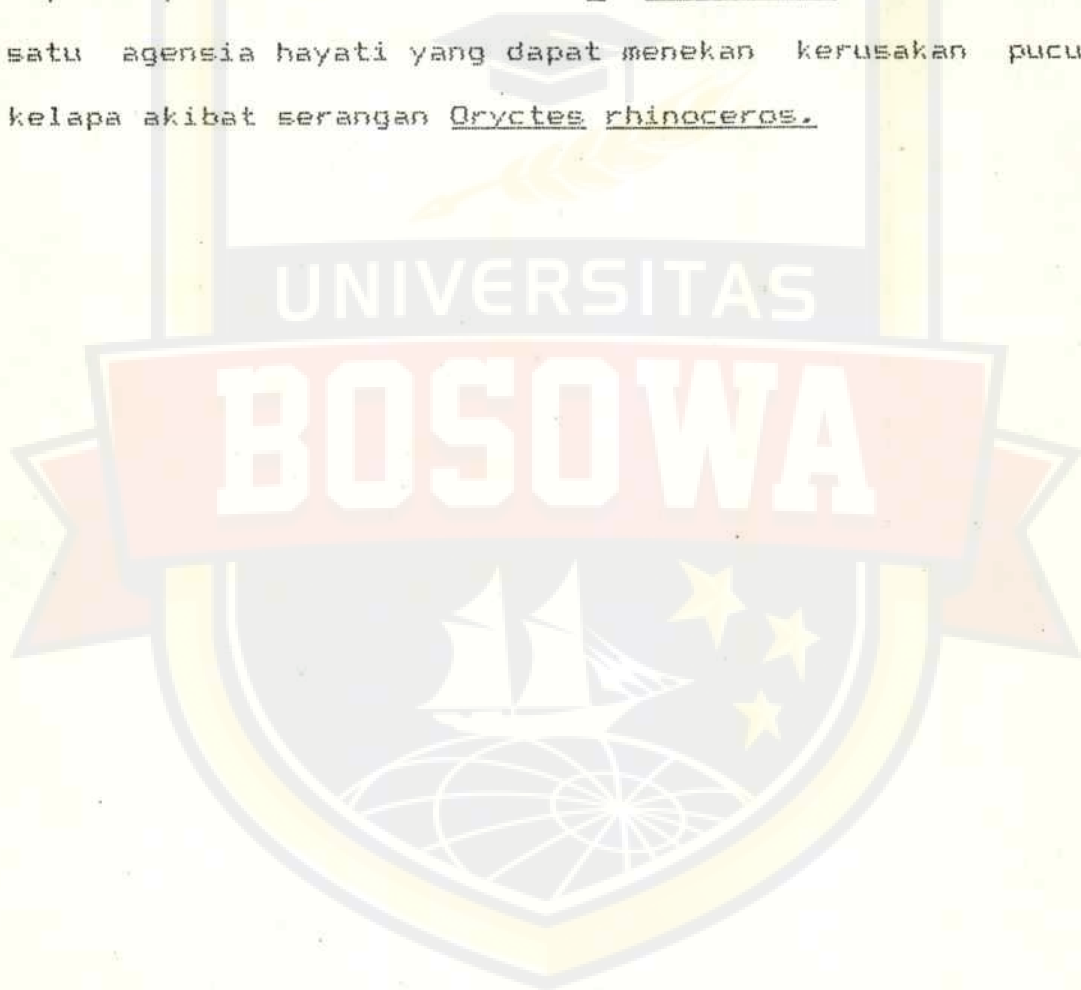 satu agensia hayati yang dapat menekan kerusakan pucu
kelapa akibat serangan Oryctes rhinoceros.
UNIVERSITAS
BOSOWA